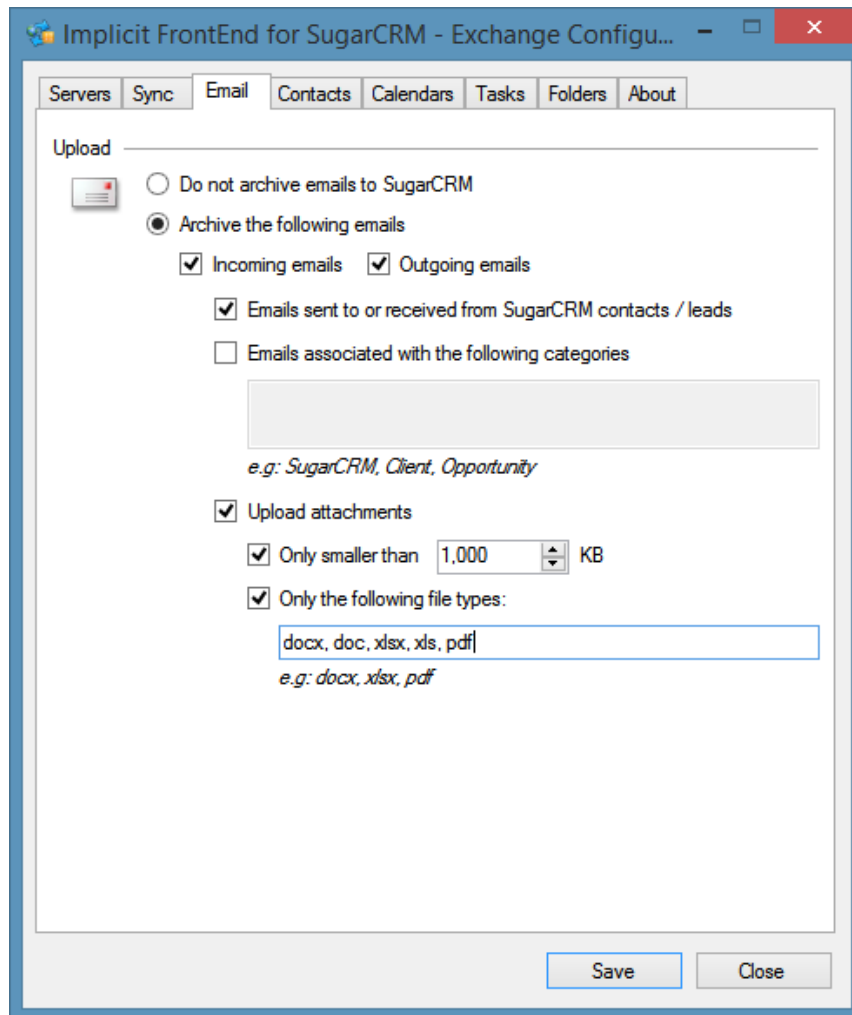 Implicit FrontEnd for SugarCRM - Exchange Configu...
Servers Sync Email Contacts Calendars Tasks Folders About
Upload
Do not archive emails to SugarCRM
Archive the following emails
Incoming emails Outgoing emails
Emails sent to or received from SugarCRM contacts / leads
Emails associated with the following categories
e.g: SugarCRM, Client, Opportunity
Upload attachments
Only smaller than 1,000 KB
Only the following file types:
docx, doc, xlsx, xls, pdf
e.g: docx, xlsx, pdf
Save Close